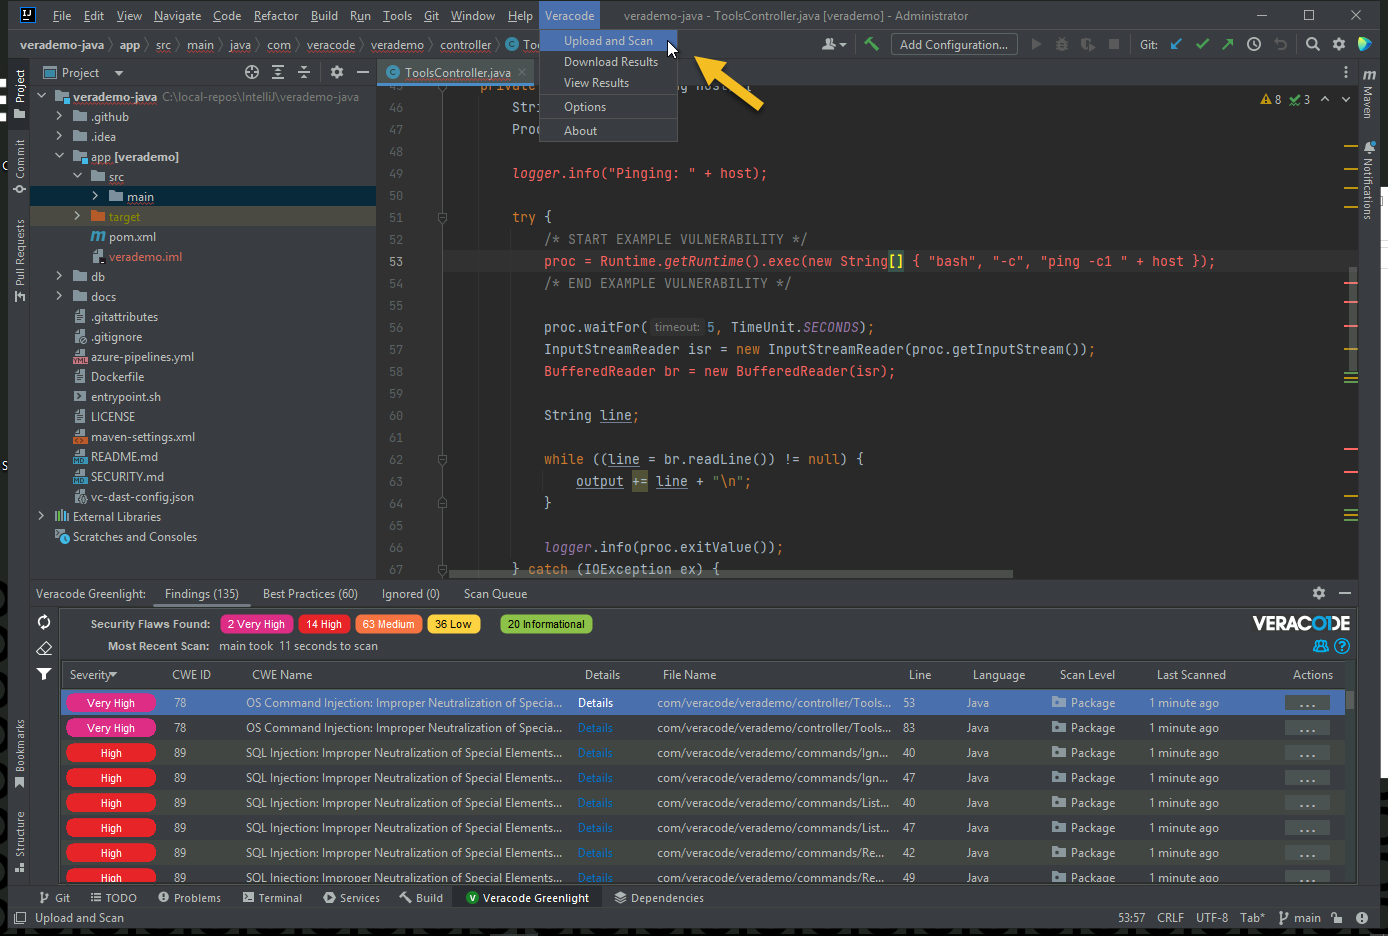 File Edit View Navigate Code Refactor Build Run Tools Git Window Help Veracode verademo-java - ToolsController.java [verademo] - Administrator
verademo-java app src main java com veracode verademo controller Add Configuration... Git:
Upload and Scan
Download Results
View Results
Options
About
Project
ToolsController.java
8 3
verademo-java C:\local-repos\IntelliJ\verademo-java
.github
.idea
app [verademo]
src
main
target
pom.xml
verademo.iml
db
docs
.gitattributes
.gitignore
azure-pipelines.yml
Dockerfile
entrypoint.sh
LICENSE
maven-settings.xml
README.md
SECURITY.md
vc-dast-config.json
External Libraries
Scratches and Consoles
Project
Commit
Pull Requests
Bookmarks
Structure
Maven
Notifications
46
47
48
49 logger.info("Pinging: " + host);
50
51 try {
52 /* START EXAMPLE VULNERABILITY */
53 proc = Runtime.getRuntime().exec(new String[] { "bash", "-c", "ping -c1 " + host });
54 /* END EXAMPLE VULNERABILITY */
55
56 proc.waitFor( timeout: 5, TimeUnit.SECONDS);
57 InputStreamReader isr = new InputStreamReader(proc.getInputStream());
58 BufferedReader br = new BufferedReader(isr);
59
60 String line;
61
62 while ((line = br.readLine()) != null) {
63 output += line + "\n";
64 }
65
66 logger.info(proc.exitValue());
67 } catch (IOException ex) {
Veracode Greenlight: Findings (135) Best Practices (60) Ignored (0) Scan Queue
Security Flaws Found: 2 Very High 14 High 63 Medium 36 Low 20 Informational
VERACODE
Most Recent Scan: main took 11 seconds to scan
Severity CWE ID CWE Name Details File Name Line Language Scan Level Last Scanned Actions
Very High 78 OS Command Injection: Improper Neutralization of Specia... Details com/veracode/verademo/controller/Tools... 53 Java Package 1 minute ago ...
Very High 78 OS Command Injection: Improper Neutralization of Specia... Details com/veracode/verademo/controller/Tools... 83 Java Package 1 minute ago ...
High 89 SQL Injection: Improper Neutralization of Special Elements... Details com/veracode/verademo/commands/Ign... 40 Java Package 1 minute ago ...
High 89 SQL Injection: Improper Neutralization of Special Elements... Details com/veracode/verademo/commands/Ign... 47 Java Package 1 minute ago ...
High 89 SQL Injection: Improper Neutralization of Special Elements... Details com/veracode/verademo/commands/List... 40 Java Package 1 minute ago ...
High 89 SQL Injection: Improper Neutralization of Special Elements... Details com/veracode/verademo/commands/List... 47 Java Package 1 minute ago ...
High 89 SQL Injection: Improper Neutralization of Special Elements... Details com/veracode/verademo/commands/Re... 42 Java Package 1 minute ago ...
High 89 SQL Injection: Improper Neutralization of Special Elements... Details com/veracode/verademo/commands/Re... 49 Java Package 1 minute ago ...
Git TODO Problems Terminal Services Build Veracode Greenlight Dependencies
Upload and Scan 53:57 CRLF UTF-8 Tab* main